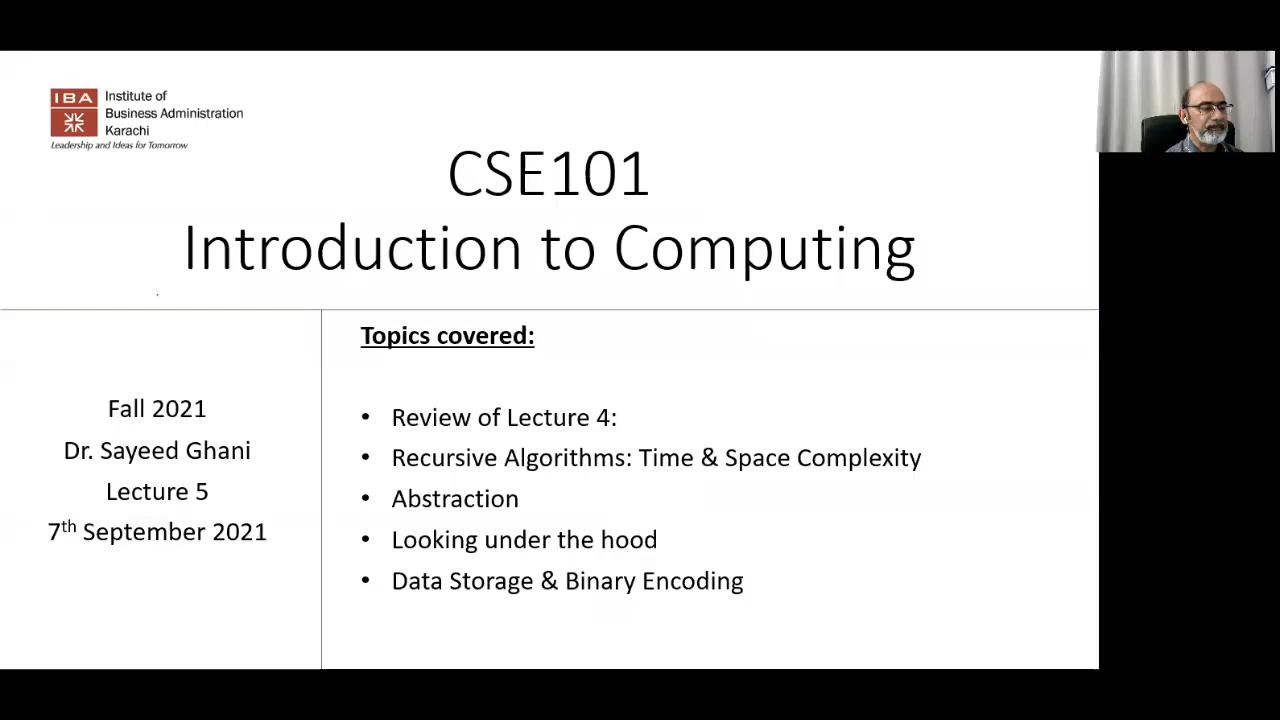 IBA
Institute of
Business Administration
Karachi
Leadership and Ideas for Tomorrow
CSE101
Introduction to Computing
Fall 2021
Dr. Sayeed Ghani
Lecture 5
7th September 2021
Topics covered:
• Review of Lecture 4:
• Recursive Algorithms: Time & Space Complexity
• Abstraction
• Looking under the hood
• Data Storage & Binary Encoding